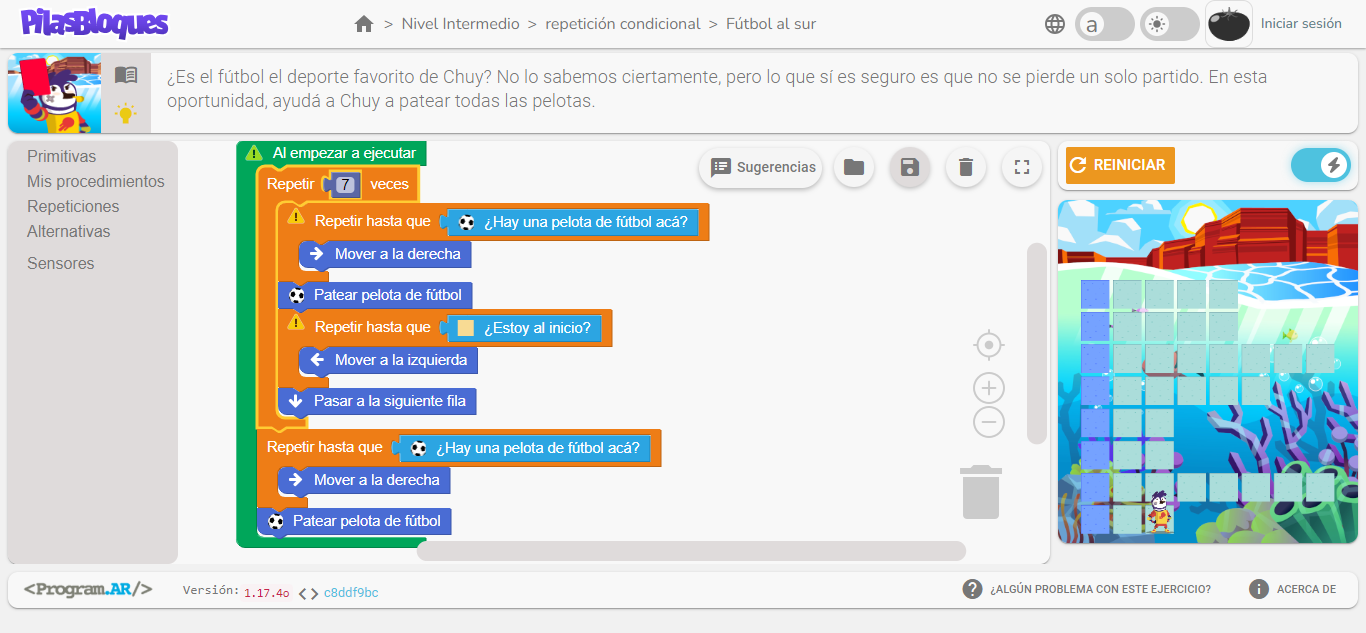 PilasBloques
> Nivel Intermedio > repetición condicional > Fútbol al sur
a
Iniciar sesión
¿Es el fútbol el deporte favorito de Chuy? No lo sabemos ciertamente, pero lo que sí es seguro es que no se pierde un solo partido. En esta
oportunidad, ayudá a Chuy a patear todas las pelotas.
Primitivas
Mis procedimientos
Repeticiones
Alternativas
Sensores
Al empezar a ejecutar
Repetir 7 veces
Repetir hasta que ¿Hay una pelota de fútbol acá?
Mover a la derecha
Patear pelota de fútbol
Repetir hasta que ¿Estoy al inicio?
Mover a la izquierda
Pasar a la siguiente fila
Repetir hasta que ¿Hay una pelota de fútbol acá?
Mover a la derecha
Patear pelota de fútbol
Sugerencias
REINICIAR
<Program.AR/>
Versión: 1.17.4o <> c8ddf9bc
¿ALGÚN PROBLEMA CON ESTE EJERCICIO?
ACERCA DE